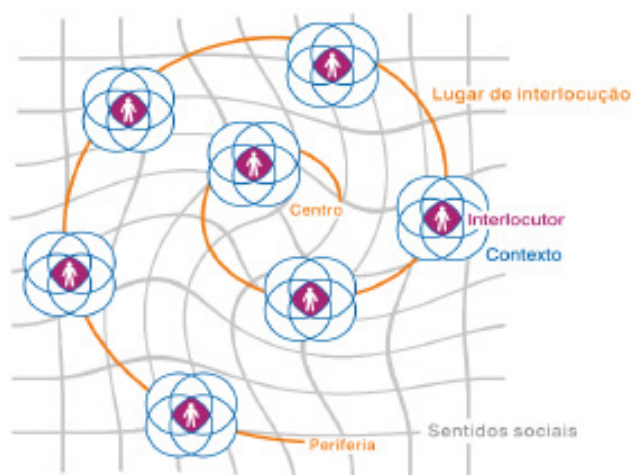 Lugar de interlocução
Centro
Interlocutor
Contexto
Sentidos sociais
Periferia